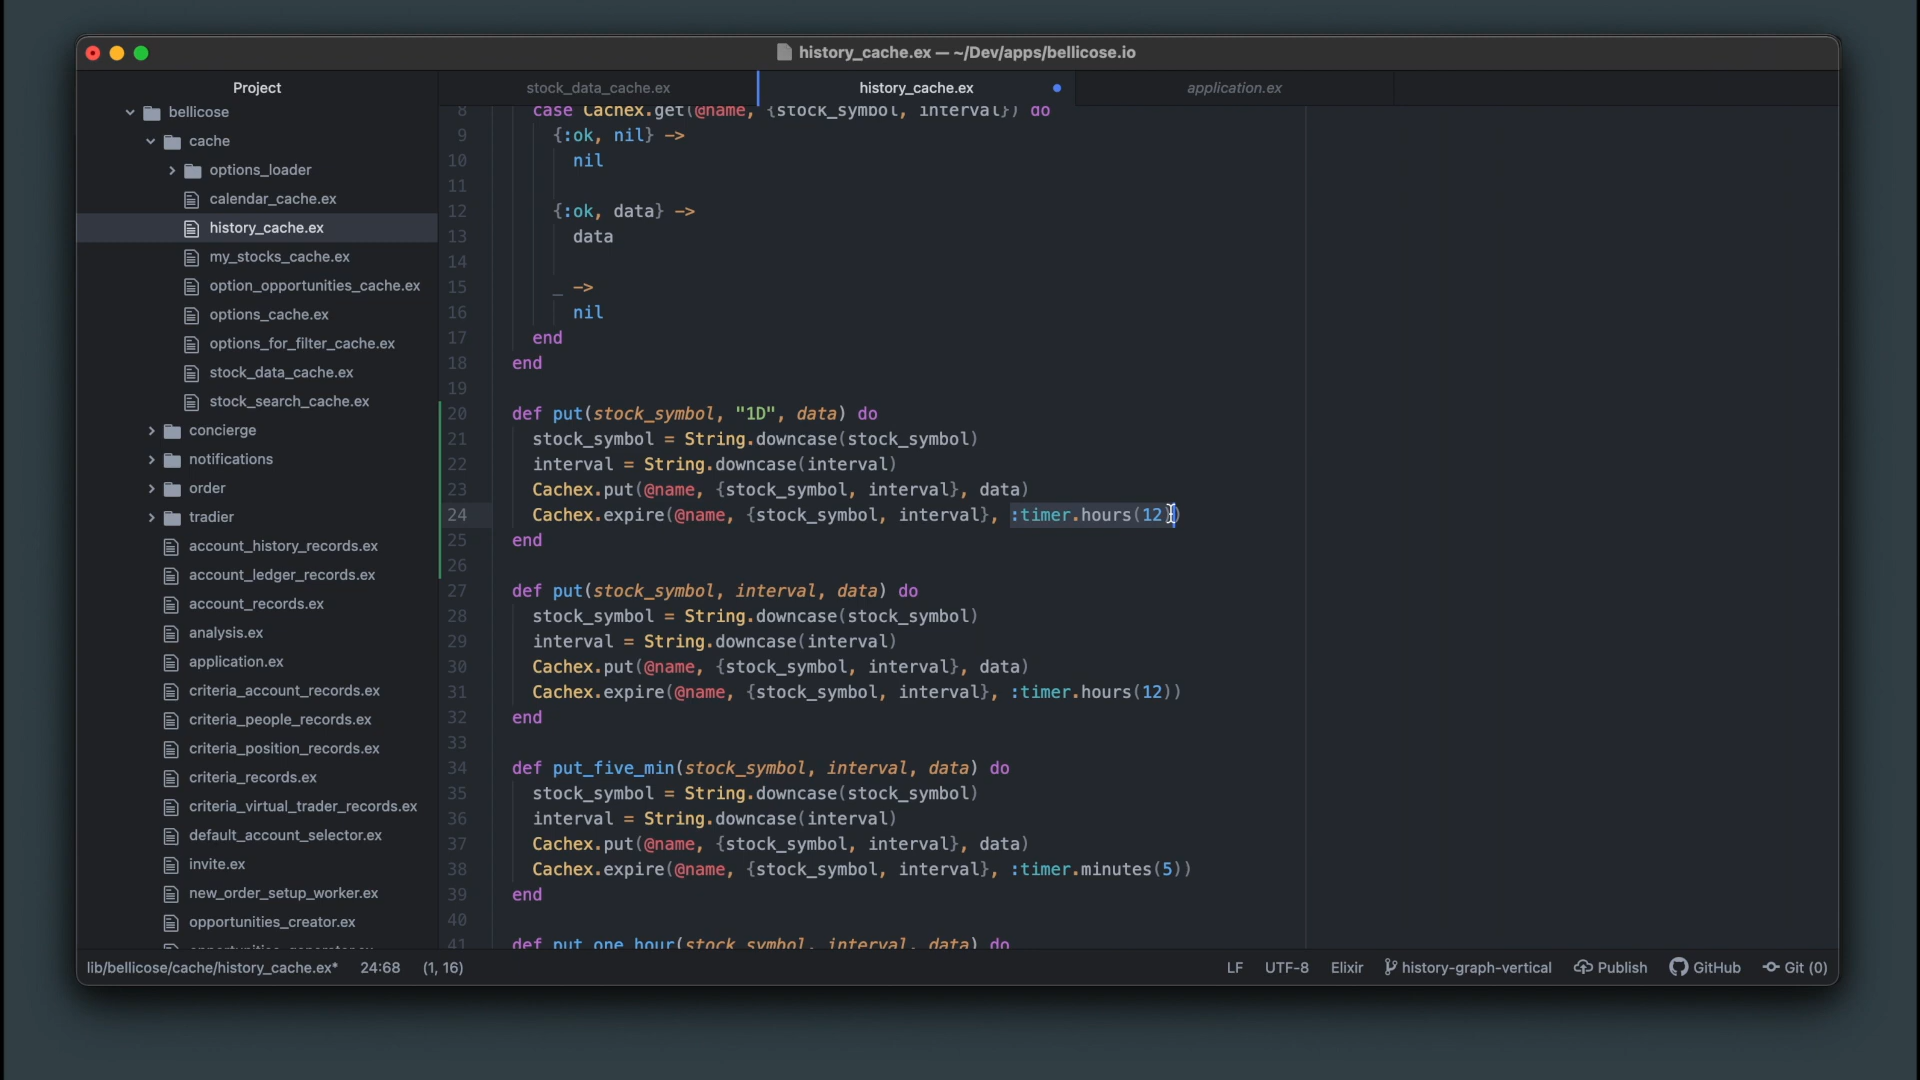 history_cache.ex — ~/Dev/apps/bellicose.io
Project
bellicose
cache
options_loader
calendar_cache.ex
history_cache.ex
my_stocks_cache.ex
option_opportunities_cache.ex
options_cache.ex
options_for_filter_cache.ex
stock_data_cache.ex
stock_search_cache.ex
concierge
notifications
order
tradier
account_history_records.ex
account_ledger_records.ex
account_records.ex
analysis.ex
application.ex
criteria_account_records.ex
criteria_people_records.ex
criteria_position_records.ex
criteria_records.ex
criteria_virtual_trader_records.ex
default_account_selector.ex
invite.ex
new_order_setup_worker.ex
opportunities_creator.ex
stock_data_cache.ex
history_cache.ex
application.ex
8 case Cachex.get(@name, {stock_symbol, interval}) do
9 {:ok, nil} ->
10 nil
11
12 {:ok, data} ->
13 data
14
15 _ ->
16 nil
17 end
18 end
19
20 def put(stock_symbol, "1D", data) do
21 stock_symbol = String.downcase(stock_symbol)
22 interval = String.downcase(interval)
23 Cachex.put(@name, {stock_symbol, interval}, data)
24 Cachex.expire(@name, {stock_symbol, interval}, :timer.hours(12))
25 end
26
27 def put(stock_symbol, interval, data) do
28 stock_symbol = String.downcase(stock_symbol)
29 interval = String.downcase(interval)
30 Cachex.put(@name, {stock_symbol, interval}, data)
31 Cachex.expire(@name, {stock_symbol, interval}, :timer.hours(12))
32 end
33
34 def put_five_min(stock_symbol, interval, data) do
35 stock_symbol = String.downcase(stock_symbol)
36 interval = String.downcase(interval)
37 Cachex.put(@name, {stock_symbol, interval}, data)
38 Cachex.expire(@name, {stock_symbol, interval}, :timer.minutes(5))
39 end
40
41 def put_one_hour(stock_symbol, interval, data) do
lib/bellicose/cache/history_cache.ex* 24:68 (1, 16)
LF UTF-8 Elixir history-graph-vertical Publish GitHub Git (0)